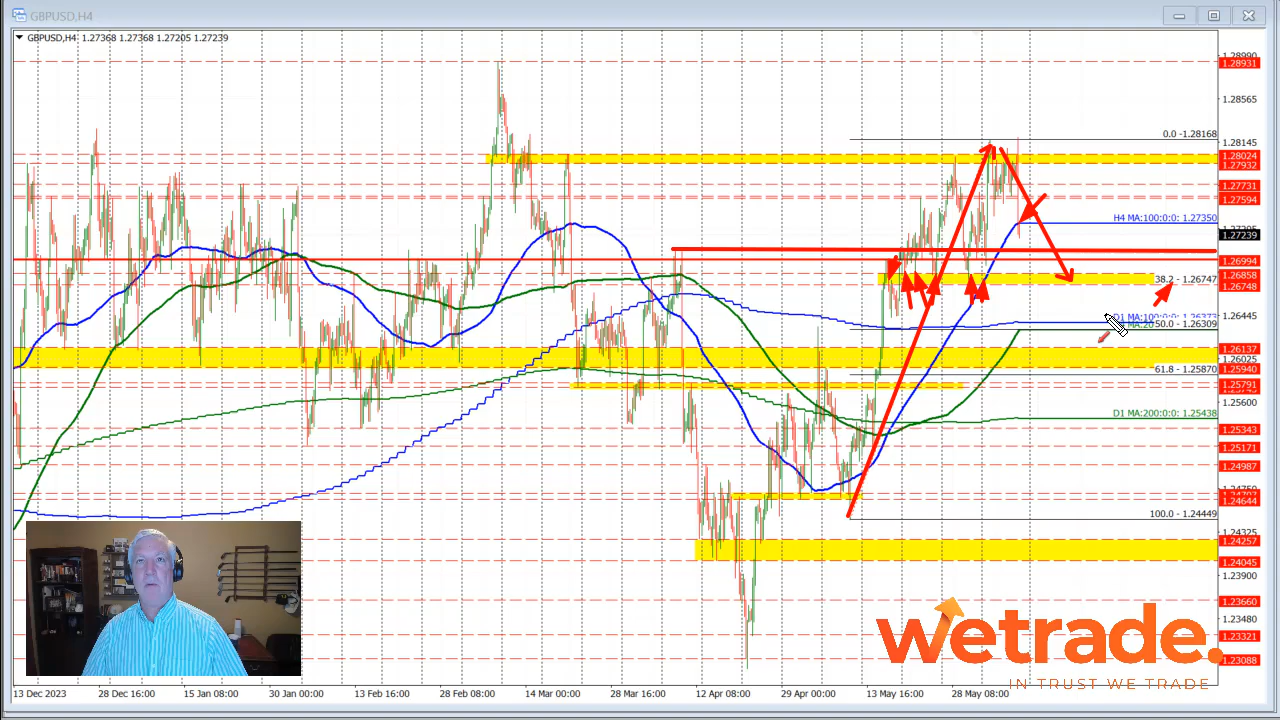 GBPUSD,H4
GBPUSD,H4 1.27368 1.27368 1.27205 1.27239
1.28990
1.28931
1.28565
0.0 -1.28168
1.28145
1.28024
1.27932
1.27731
1.27594
H4 MA:100:0:0: 1.27350
1.27239
1.26994
1.26858
38.2 - 1.26747
1.26748
1.26445
50.0 - 1.26309
1.26137
1.26025
1.25940
61.8 - 1.25870
1.25791
1.25600
D1 MA:200:0:0: 1.25438
1.25343
1.25171
1.24987
1.24644
100.0 - 1.24449
1.24325
1.24257
1.24045
1.23900
1.23660
1.23480
1.23321
1.23088
wetrade.
IN TRUST WE TRADE
13 Dec 2023 28 Dec 16:00 15 Jan 08:00 30 Jan 00:00 13 Feb 16:00 28 Feb 08:00 14 Mar 00:00 28 Mar 16:00 12 Apr 08:00 29 Apr 00:00 13 May 16:00 28 May 08:00